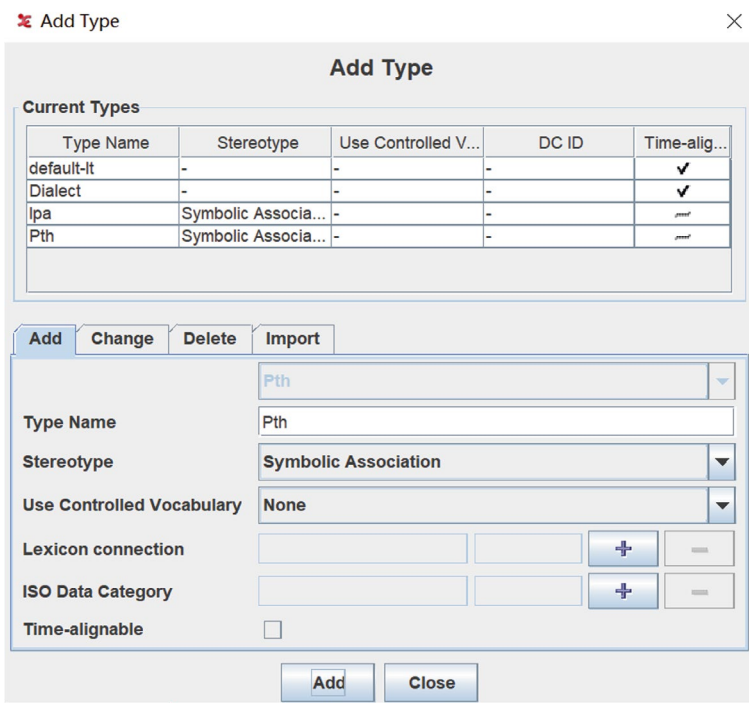 Add Type
Add Type
Current Types
Type Name Stereotype Use Controlled V... DC ID Time-alig...
default-lt - - -
Dialect - - -
Ipa Symbolic Associa... - -
Pth Symbolic Associa... - -
Add Change Delete Import
Pth
Type Name Pth
Stereotype Symbolic Association
Use Controlled Vocabulary None
Lexicon connection
ISO Data Category
Time-alignable
Add Close